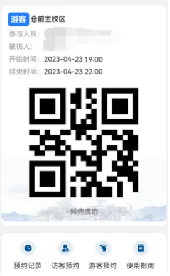 游客 仓前主校区
参与人员：
被访人：
开始时间：2023-04-23 19:00
结束时间：2023-04-23 22:00
预约成功
预约记录 访客预约 游客预约 使用指南